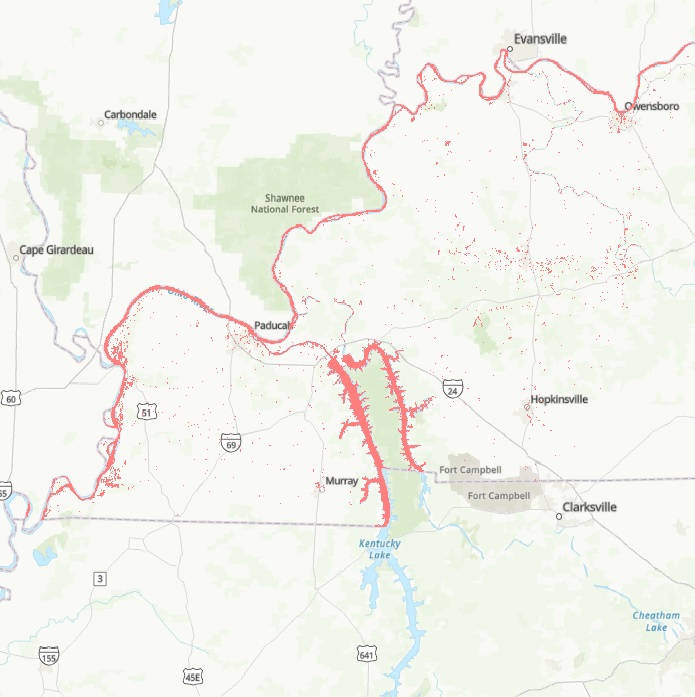 Evansville
Owensboro
Carbondale
Shawnee
National Forest
Cape Girardeau
Paducah
60
51
24
69
Hopkinsville
Murray
Fort Campbell
Fort Campbell
Clarksville
Kentucky
Lake
3
Cheatham
Lake
155
45E
641